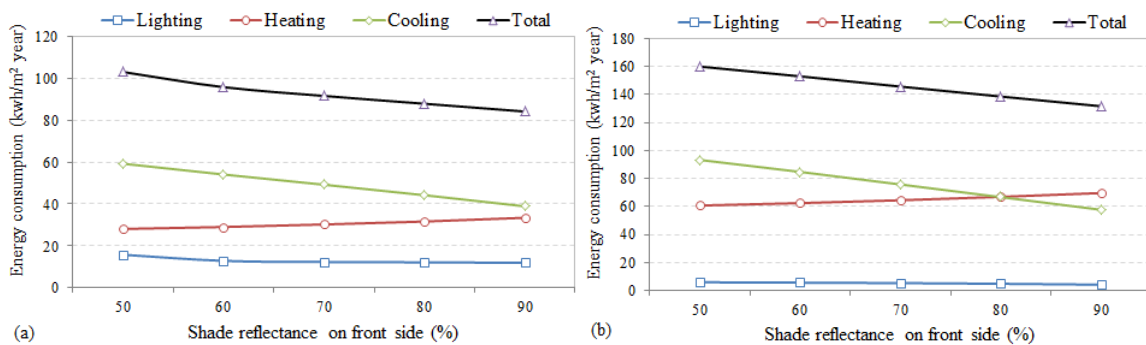 Lighting Heating Cooling Total
Energy consumption (kwh/m² year)
120
100
80
60
40
20
0
50 60 70 80 90
Shade reflectance on front side (%)
(a)
Lighting Heating Cooling Total
Energy consumption (kwh/m² year)
180
160
140
120
100
80
60
40
20
0
50 60 70 80 90
Shade reflectance on front side (%)
(b)